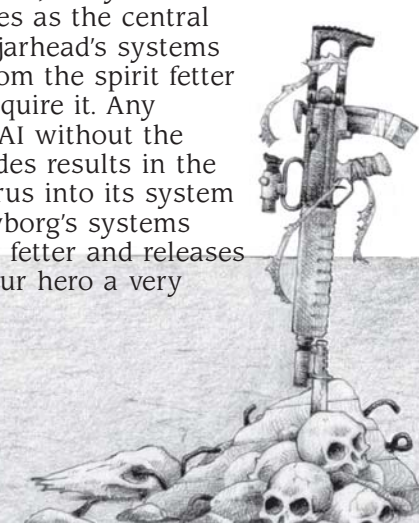 es as the central
jarhead's systems
om the spirit fetter
quire it. Any
AI without the
des results in the
rus into its system
yborg's systems
fetter and releases
ur hero a very